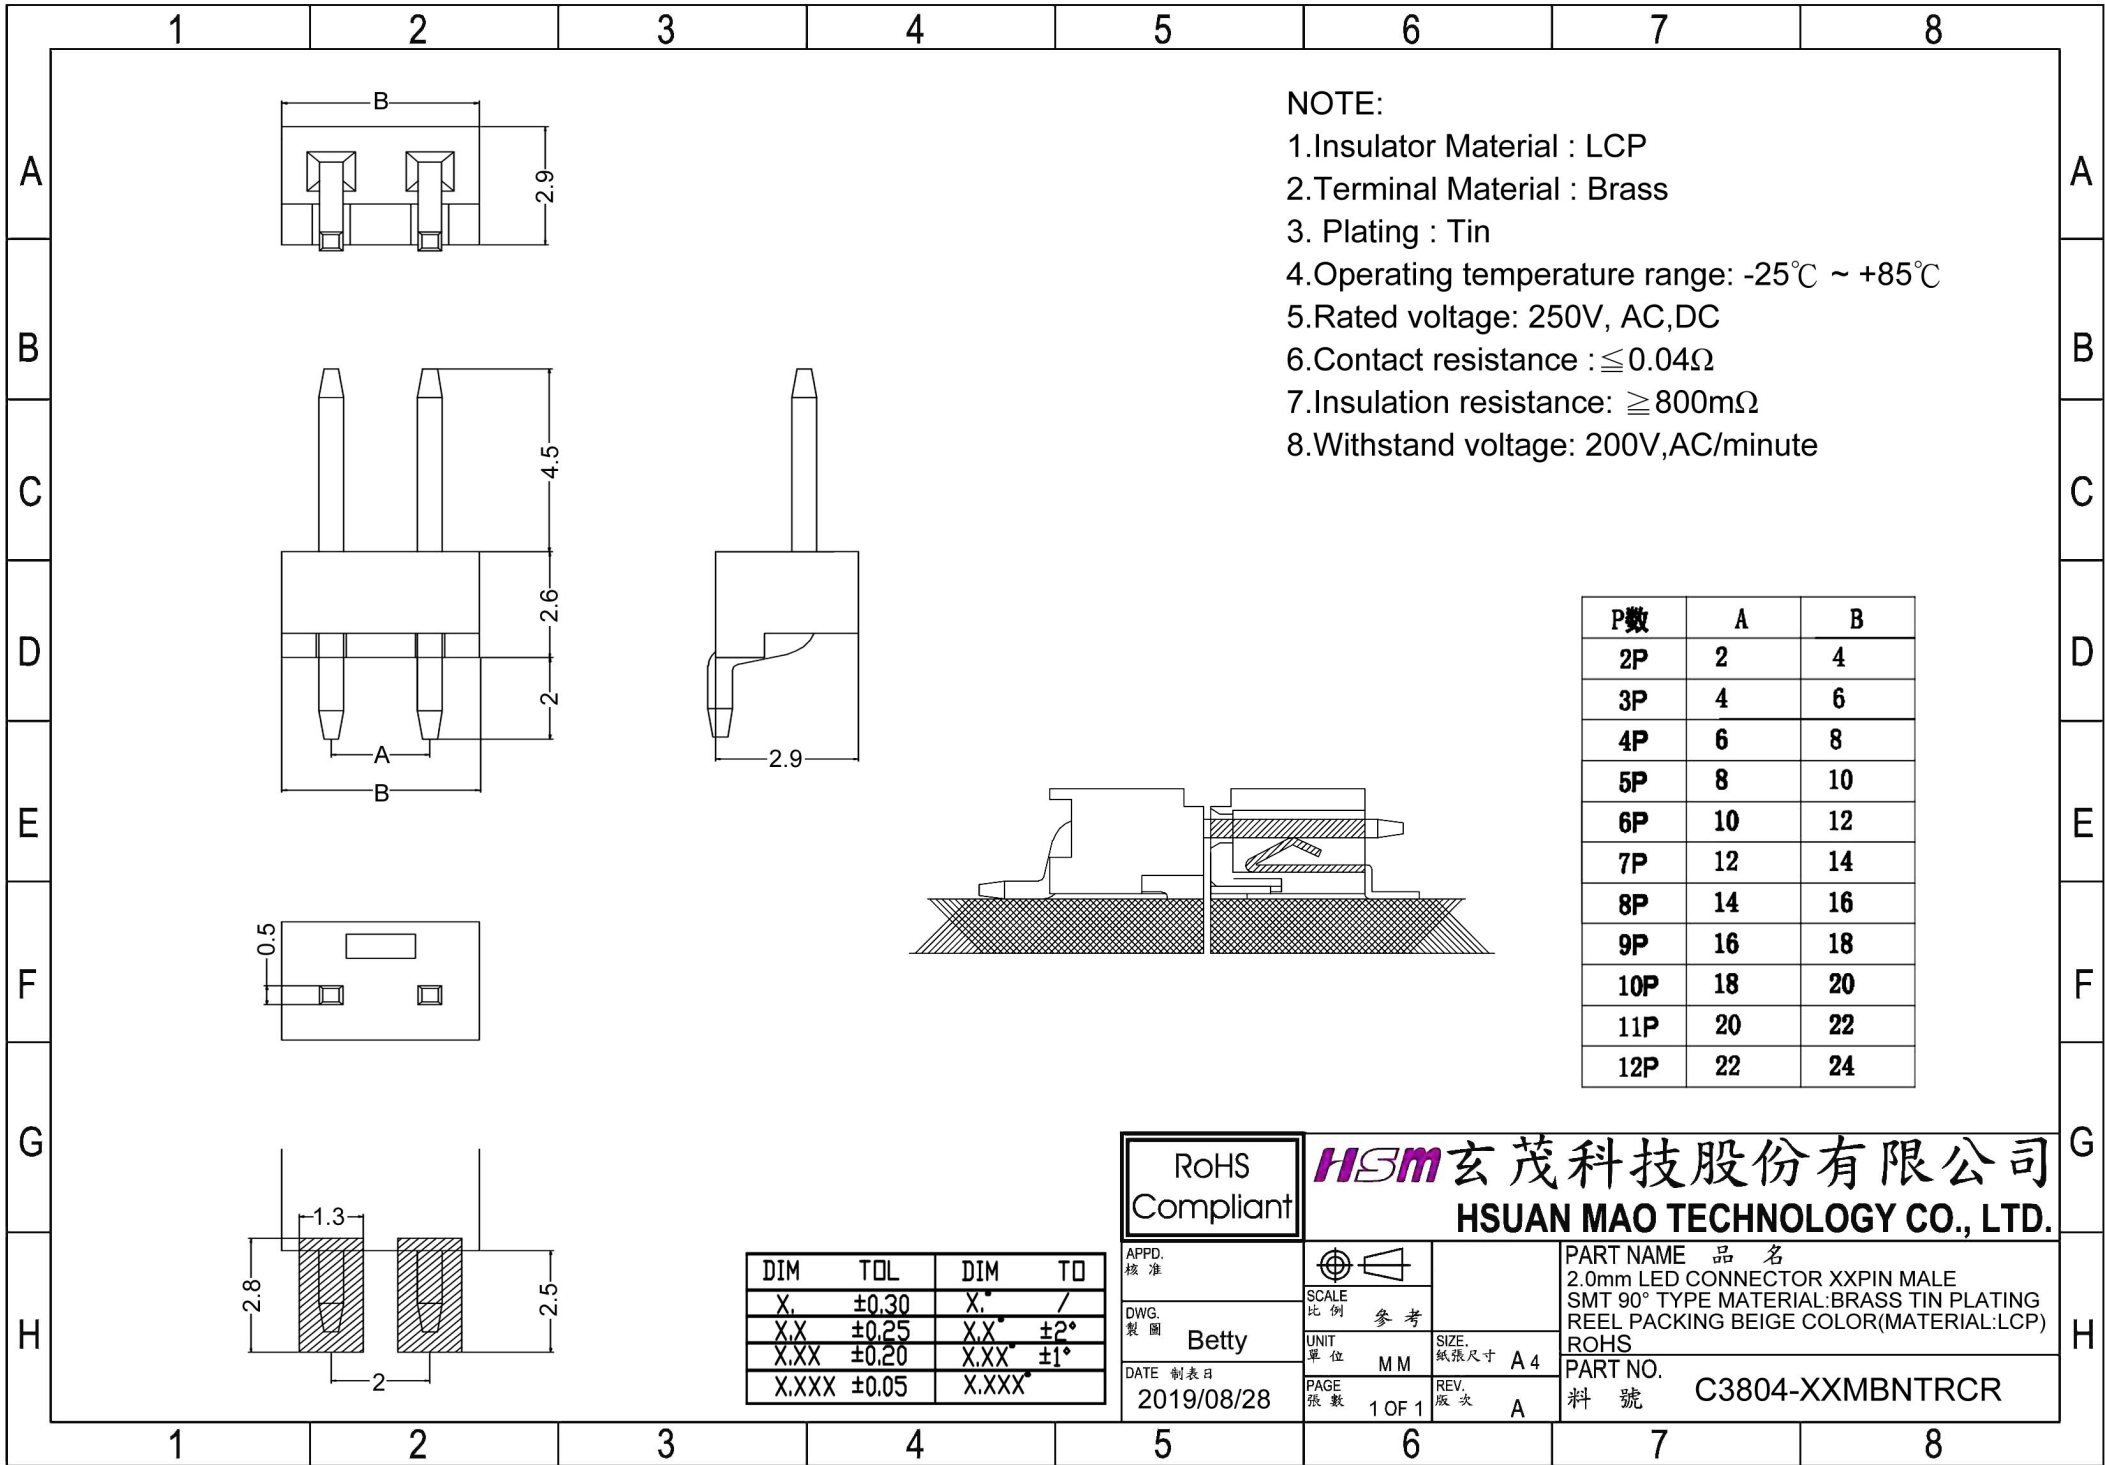 1 2 3 4 5 6 7 8
A
B
C
D
E
F
G
H
A
B
C
D
E
F
G
H
B
2.9
4.5
2.6
2
A
B
2.9
0.5
1.3
2.8
2.5
2
NOTE:
1.Insulator Material : LCP
2.Terminal Material : Brass
3. Plating : Tin
4.Operating temperature range: -25℃ ~ +85℃
5.Rated voltage: 250V, AC,DC
6.Contact resistance :≦0.04Ω
7.Insulation resistance: ≧800mΩ
8.Withstand voltage: 200V,AC/minute
P数 A B
2P 2 4
3P 4 6
4P 6 8
5P 8 10
6P 10 12
7P 12 14
8P 14 16
9P 16 18
10P 18 20
11P 20 22
12P 22 24
DIM TOL DIM TO
X. ±0.30 X.° /
X.X ±0.25 X.X° ±2°
X.XX ±0.20 X.XX° ±1°
X.XXX ±0.05 X.XXX°
RoHS
Compliant
HSM 玄茂科技股份有限公司
HSUAN MAO TECHNOLOGY CO., LTD.
APPD.
核 准
DWG.
製 圖 Betty
DATE 制表日
2019/08/28
SCALE
比 例 參 考
UNIT
單 位 MM
SIZE.
紙張尺寸 A4
PAGE
張 數 1 OF 1
REV.
版 次 A
PART NAME 品 名
2.0mm LED CONNECTOR XXPIN MALE
SMT 90° TYPE MATERIAL:BRASS TIN PLATING
REEL PACKING BEIGE COLOR(MATERIAL:LCP)
ROHS
PART NO.
料 號 C3804-XXMBNTRCR
1 2 3 4 5 6 7 8